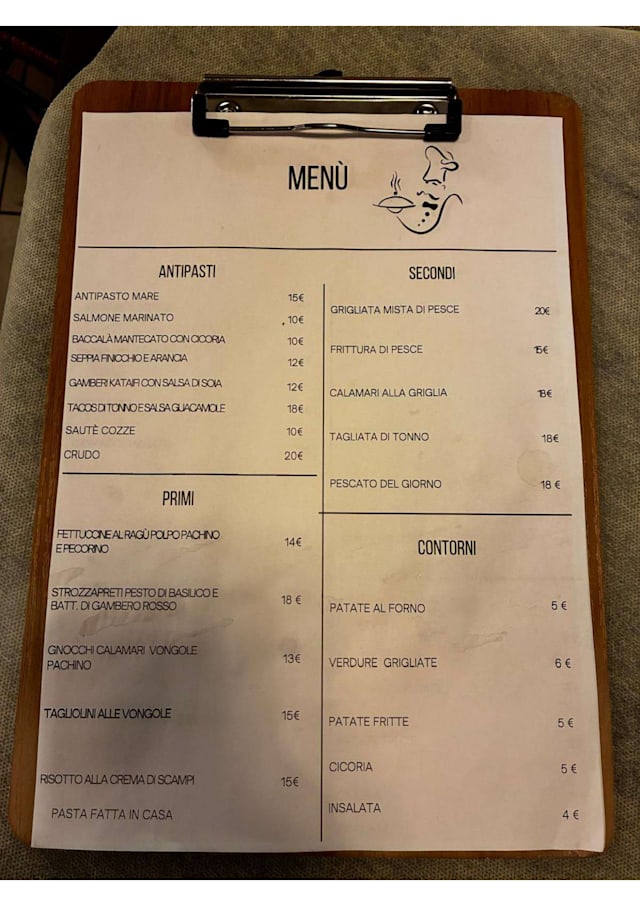 MENÙ
ANTIPASTI
ANTIPASTO MARE 15€
SALMONE MARINATO 10€
BACCALÀ MANTECATO CON CICORIA 10€
SEPPIA FINICCHIO E ARANCIA 12€
GAMBERI KATAIFI CON SALSA DI SOIA 12€
TACOS DI TONNO E SALSA GUACAMOLE 18€
SAUTÈ COZZE 10€
CRUDO 20€
PRIMI
FETTUCCINE AL RAGÙ POLPO PACHINO
E PECORINO 14€
STROZZAPRETI PESTO DI BASILICO E
BATT. DI GAMBERO ROSSO 18 €
GNOCCHI CALAMARI VONGOLE
PACHINO 13€
TAGLIOLINI ALLE VONGOLE 15€
RISOTTO ALLA CREMA DI SCAMPI 15€
PASTA FATTA IN CASA
SECONDI
GRIGLIATA MISTA DI PESCE 20€
FRITTURA DI PESCE 15€
CALAMARI ALLA GRIGLIA 18€
TAGLIATA DI TONNO 18€
PESCATO DEL GIORNO 18 €
CONTORNI
PATATE AL FORNO 5 €
VERDURE GRIGLIATE 6 €
PATATE FRITTE 5 €
CICORIA 5 €
INSALATA 4 €